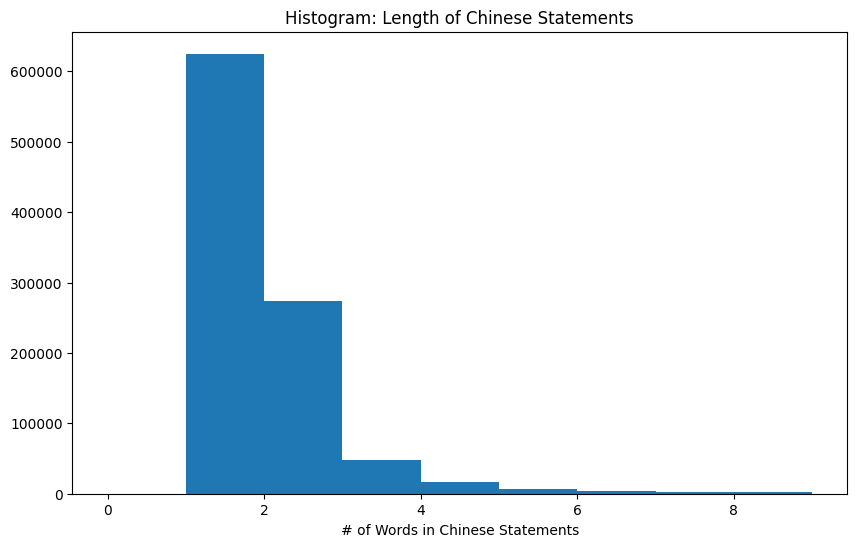 Histogram: Length of Chinese Statements
600000
500000
400000
300000
200000
100000
0
0 2 4 6 8
# of Words in Chinese Statements